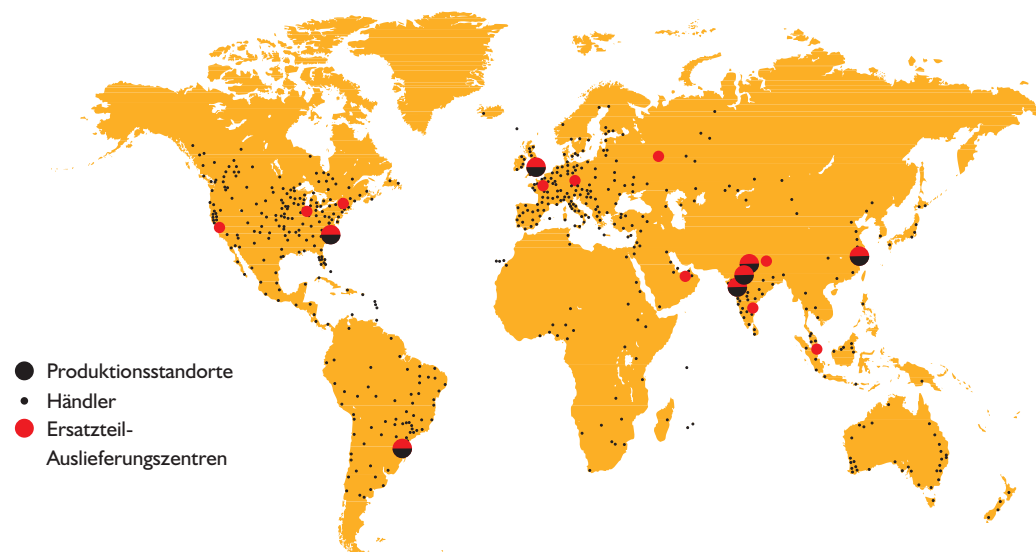 Produktionsstandorte
Händler
Ersatzteil-
Auslieferungszentren